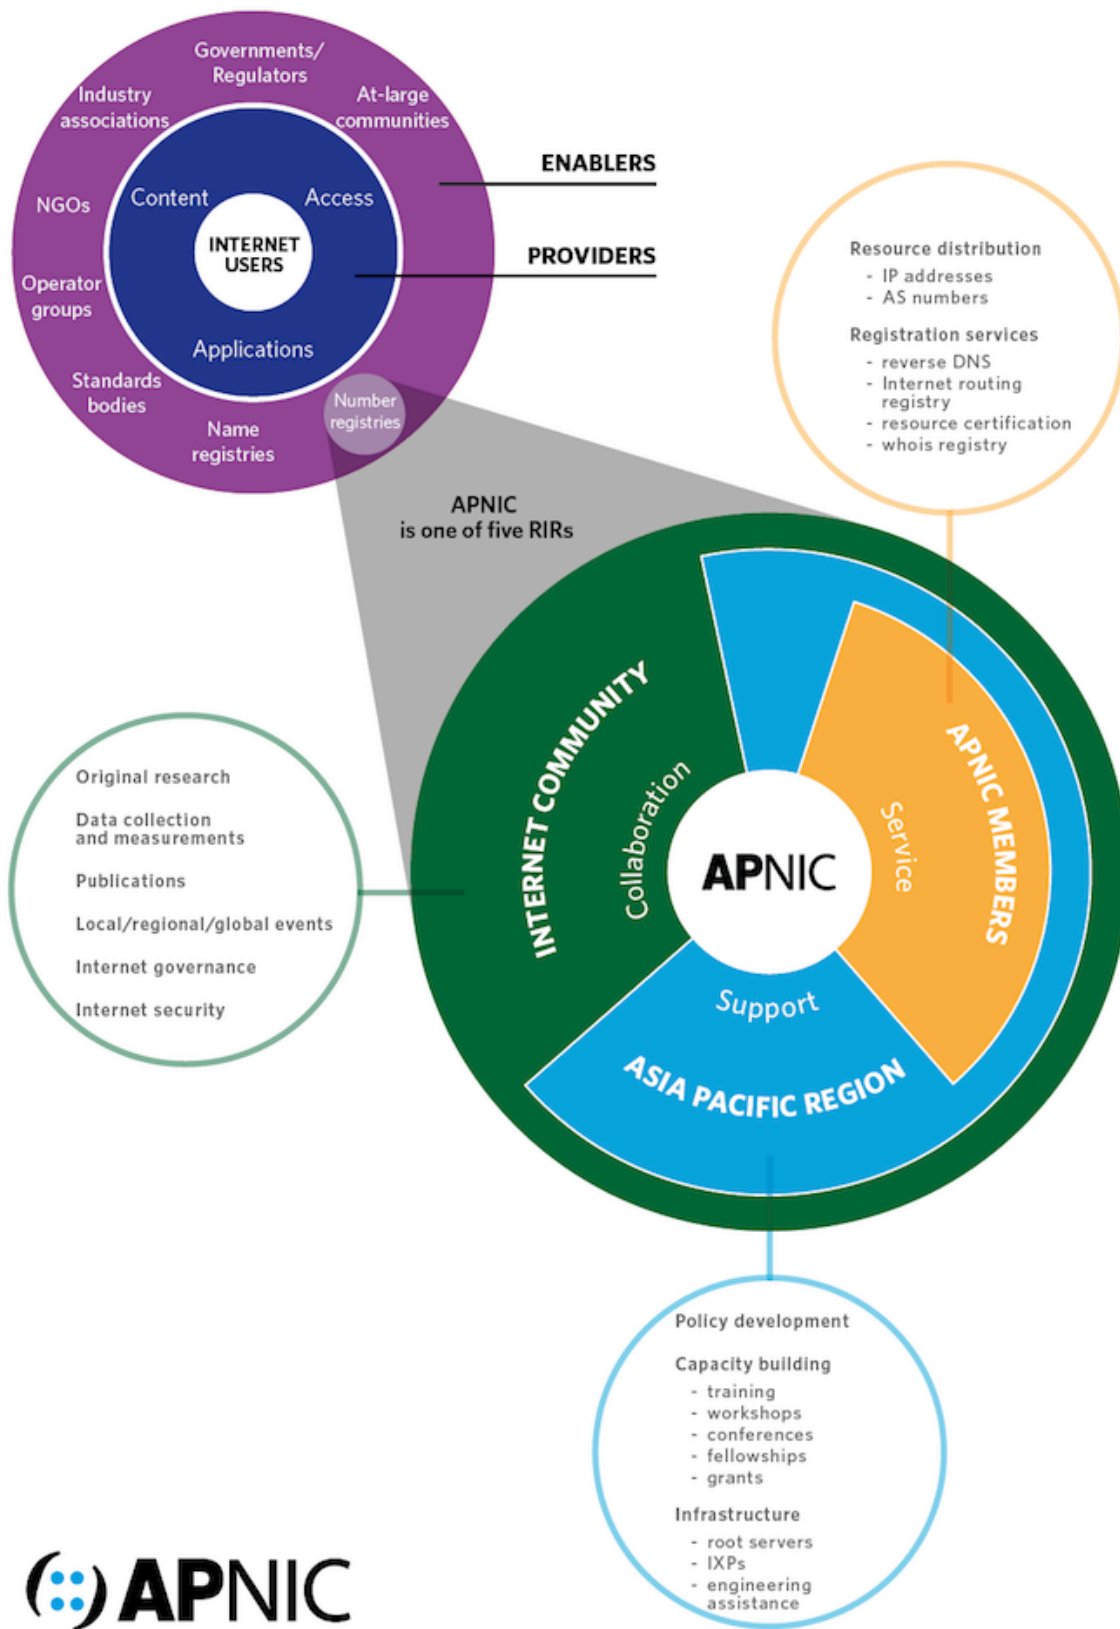 Governments/
Regulators
Industry
associations
At-large
communities
ENABLERS
NGOs
Content
Access
INTERNET
USERS
PROVIDERS
Operator
groups
Applications
Standards
bodies
Number
registries
Name
registries
Resource distribution
- IP addresses
- AS numbers
Registration services
- reverse DNS
- Internet routing
registry
- resource certification
- whois registry
APNIC
is one of five RIRs
INTERNET COMMUNITY
Collaboration
APNIC
Service
APNIC MEMBERS
Support
ASIA PACIFIC REGION
Original research
Data collection
and measurements
Publications
Local/regional/global events
Internet governance
Internet security
Policy development
Capacity building
- training
- workshops
- conferences
- fellowships
- grants
Infrastructure
- root servers
- IXPs
- engineering
assistance
APNIC